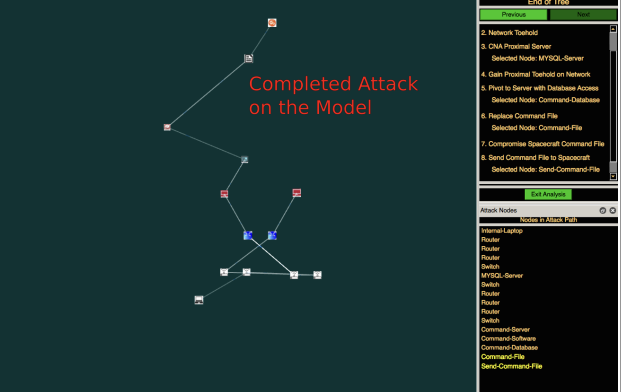 End of Tree
Previous
Next
2. Network Toehold
3. CNA Proximal Server
Selected Node: MYSQL-Server
4. Gain Proximal Toehold on Network
5. Pivot to Server with Database Access
Selected Node: Command-Database
6. Replace Command File
Selected Node: Command-File
7. Compromise Spacecraft Command File
8. Send Command File to Spacecraft
Selected Node: Send-Command-File
Exit Analysis
Attack Nodes
Nodes in Attack Path
Internal-Laptop
Router
Router
Router
Switch
MYSQL-Server
Switch
Router
Router
Router
Switch
Command-Server
Command-Software
Command-Database
Command-File
Send-Command-File
Completed Attack
on the Model